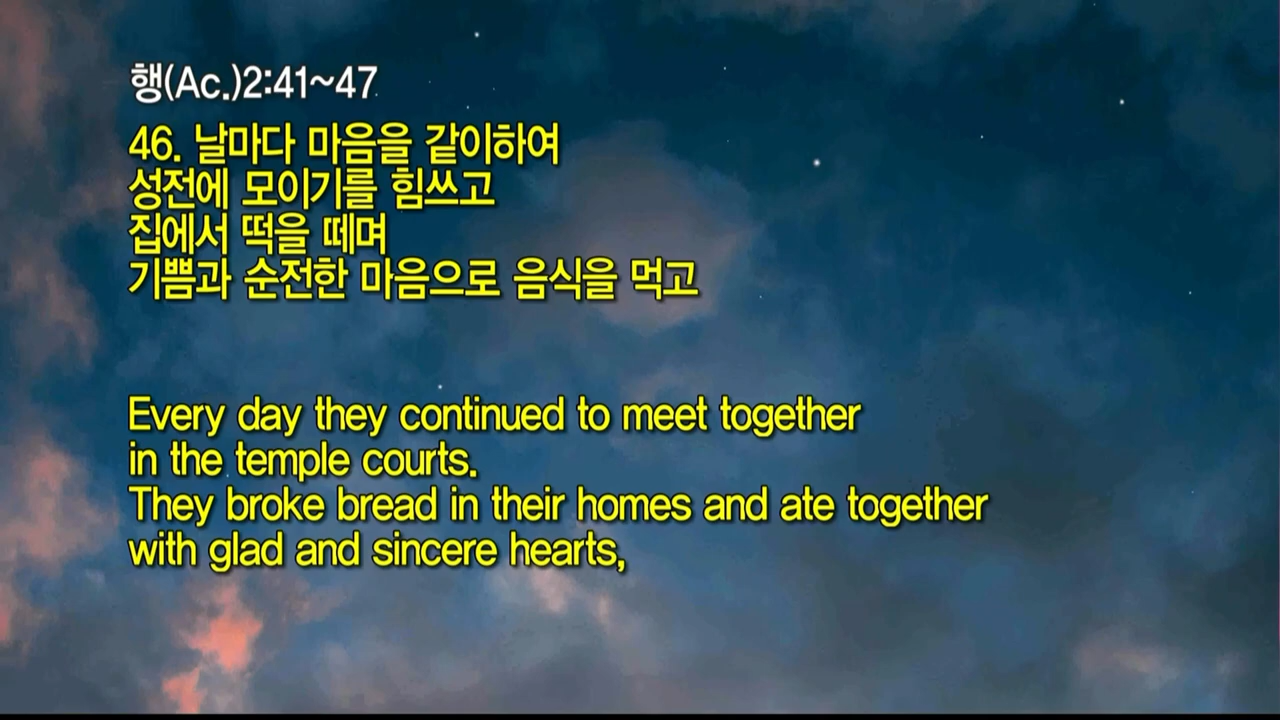 행(Ac.)2:41~47
46. 날마다 마음을 같이하여
성전에 모이기를 힘쓰고
집에서 떡을 떼며
기쁨과 순전한 마음으로 음식을 먹고
Every day they continued to meet together
in the temple courts.
They broke bread in their homes and ate together
with glad and sincere hearts,